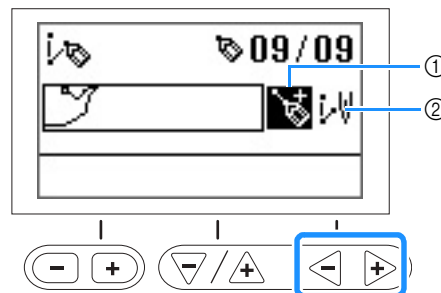 09/09
①
②
- + / + - +